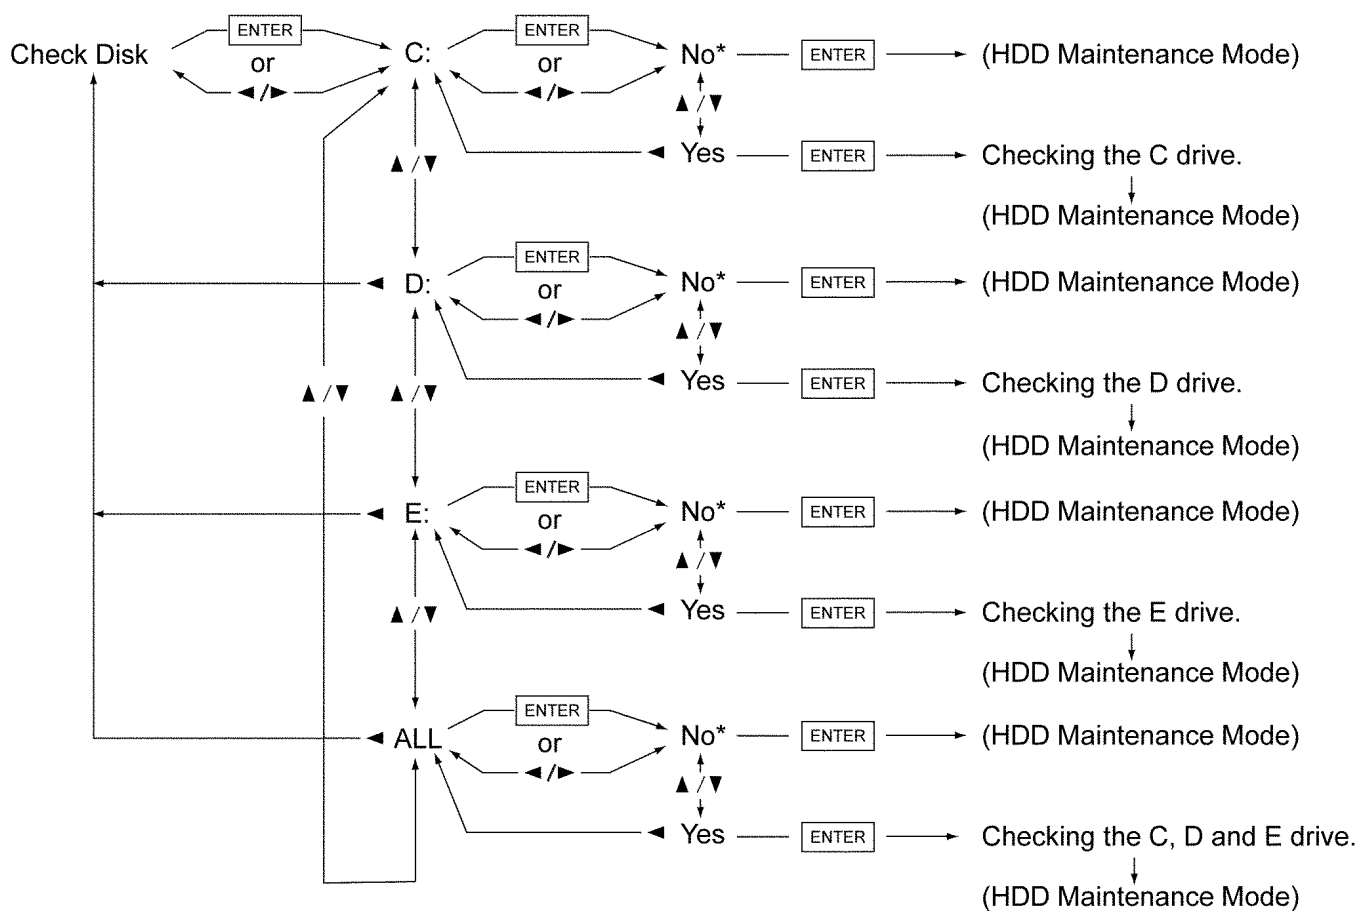 Check Disk ENTER or ◄/► C: ENTER or ◄/► No* ENTER (HDD Maintenance Mode)
▲/▼
◄ Yes ENTER Checking the C drive.
▲/▼
(HDD Maintenance Mode)
◄ D: ENTER or ◄/► No* ENTER (HDD Maintenance Mode)
▲/▼
◄ Yes ENTER Checking the D drive.
▲/▼ ▲/▼
(HDD Maintenance Mode)
◄ E: ENTER or ◄/► No* ENTER (HDD Maintenance Mode)
▲/▼
◄ Yes ENTER Checking the E drive.
▲/▼
(HDD Maintenance Mode)
◄ ALL ENTER or ◄/► No* ENTER (HDD Maintenance Mode)
▲/▼
◄ Yes ENTER Checking the C, D and E drive.
(HDD Maintenance Mode)